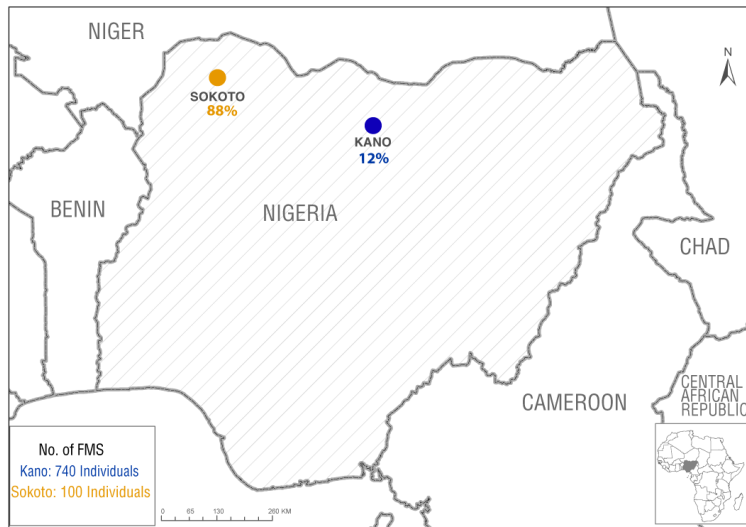 NIGER
N
SOKOTO
88%
KANO
12%
BENIN
NIGERIA
CHAD
CAMEROON
CENTRAL
AFRICAN
REPUBLIC
No. of FMS
Kano: 740 Individuals
Sokoto: 100 Individuals
0 65 130 260 KM